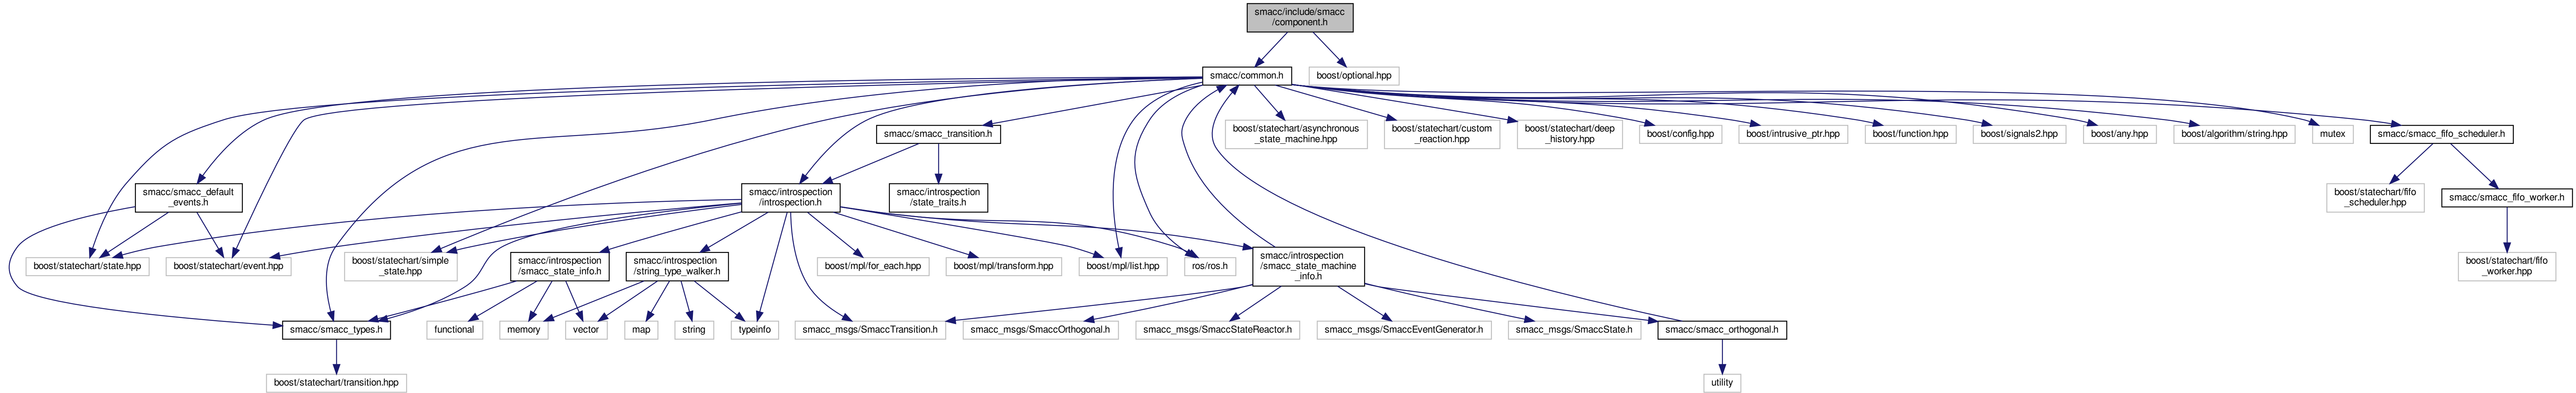 smacc/include/smacc
/component.h
smacc/common.h
boost/optional.hpp
smacc/smacc_transition.h
boost/statechart/asynchronous
_state_machine.hpp
boost/statechart/custom
_reaction.hpp
boost/statechart/deep
_history.hpp
boost/config.hpp
boost/intrusive_ptr.hpp
boost/function.hpp
boost/signals2.hpp
boost/any.hpp
boost/algorithm/string.hpp
mutex
smacc/smacc_fifo_scheduler.h
smacc/smacc_default
_events.h
smacc/introspection
/introspection.h
smacc/introspection
/state_traits.h
boost/statechart/fifo
_scheduler.hpp
smacc/smacc_fifo_worker.h
boost/statechart/state.hpp
boost/statechart/event.hpp
boost/statechart/simple
_state.hpp
smacc/introspection
/smacc_state_info.h
smacc/introspection
/string_type_walker.h
boost/mpl/for_each.hpp
boost/mpl/transform.hpp
boost/mpl/list.hpp
ros/ros.h
smacc/introspection
/smacc_state_machine
_info.h
boost/statechart/fifo
_worker.hpp
smacc/smacc_types.h
functional
memory
vector
map
string
typeinfo
smacc_msgs/SmaccTransition.h
smacc_msgs/SmaccOrthogonal.h
smacc_msgs/SmaccStateReactor.h
smacc_msgs/SmaccEventGenerator.h
smacc_msgs/SmaccState.h
smacc/smacc_orthogonal.h
boost/statechart/transition.hpp
utility